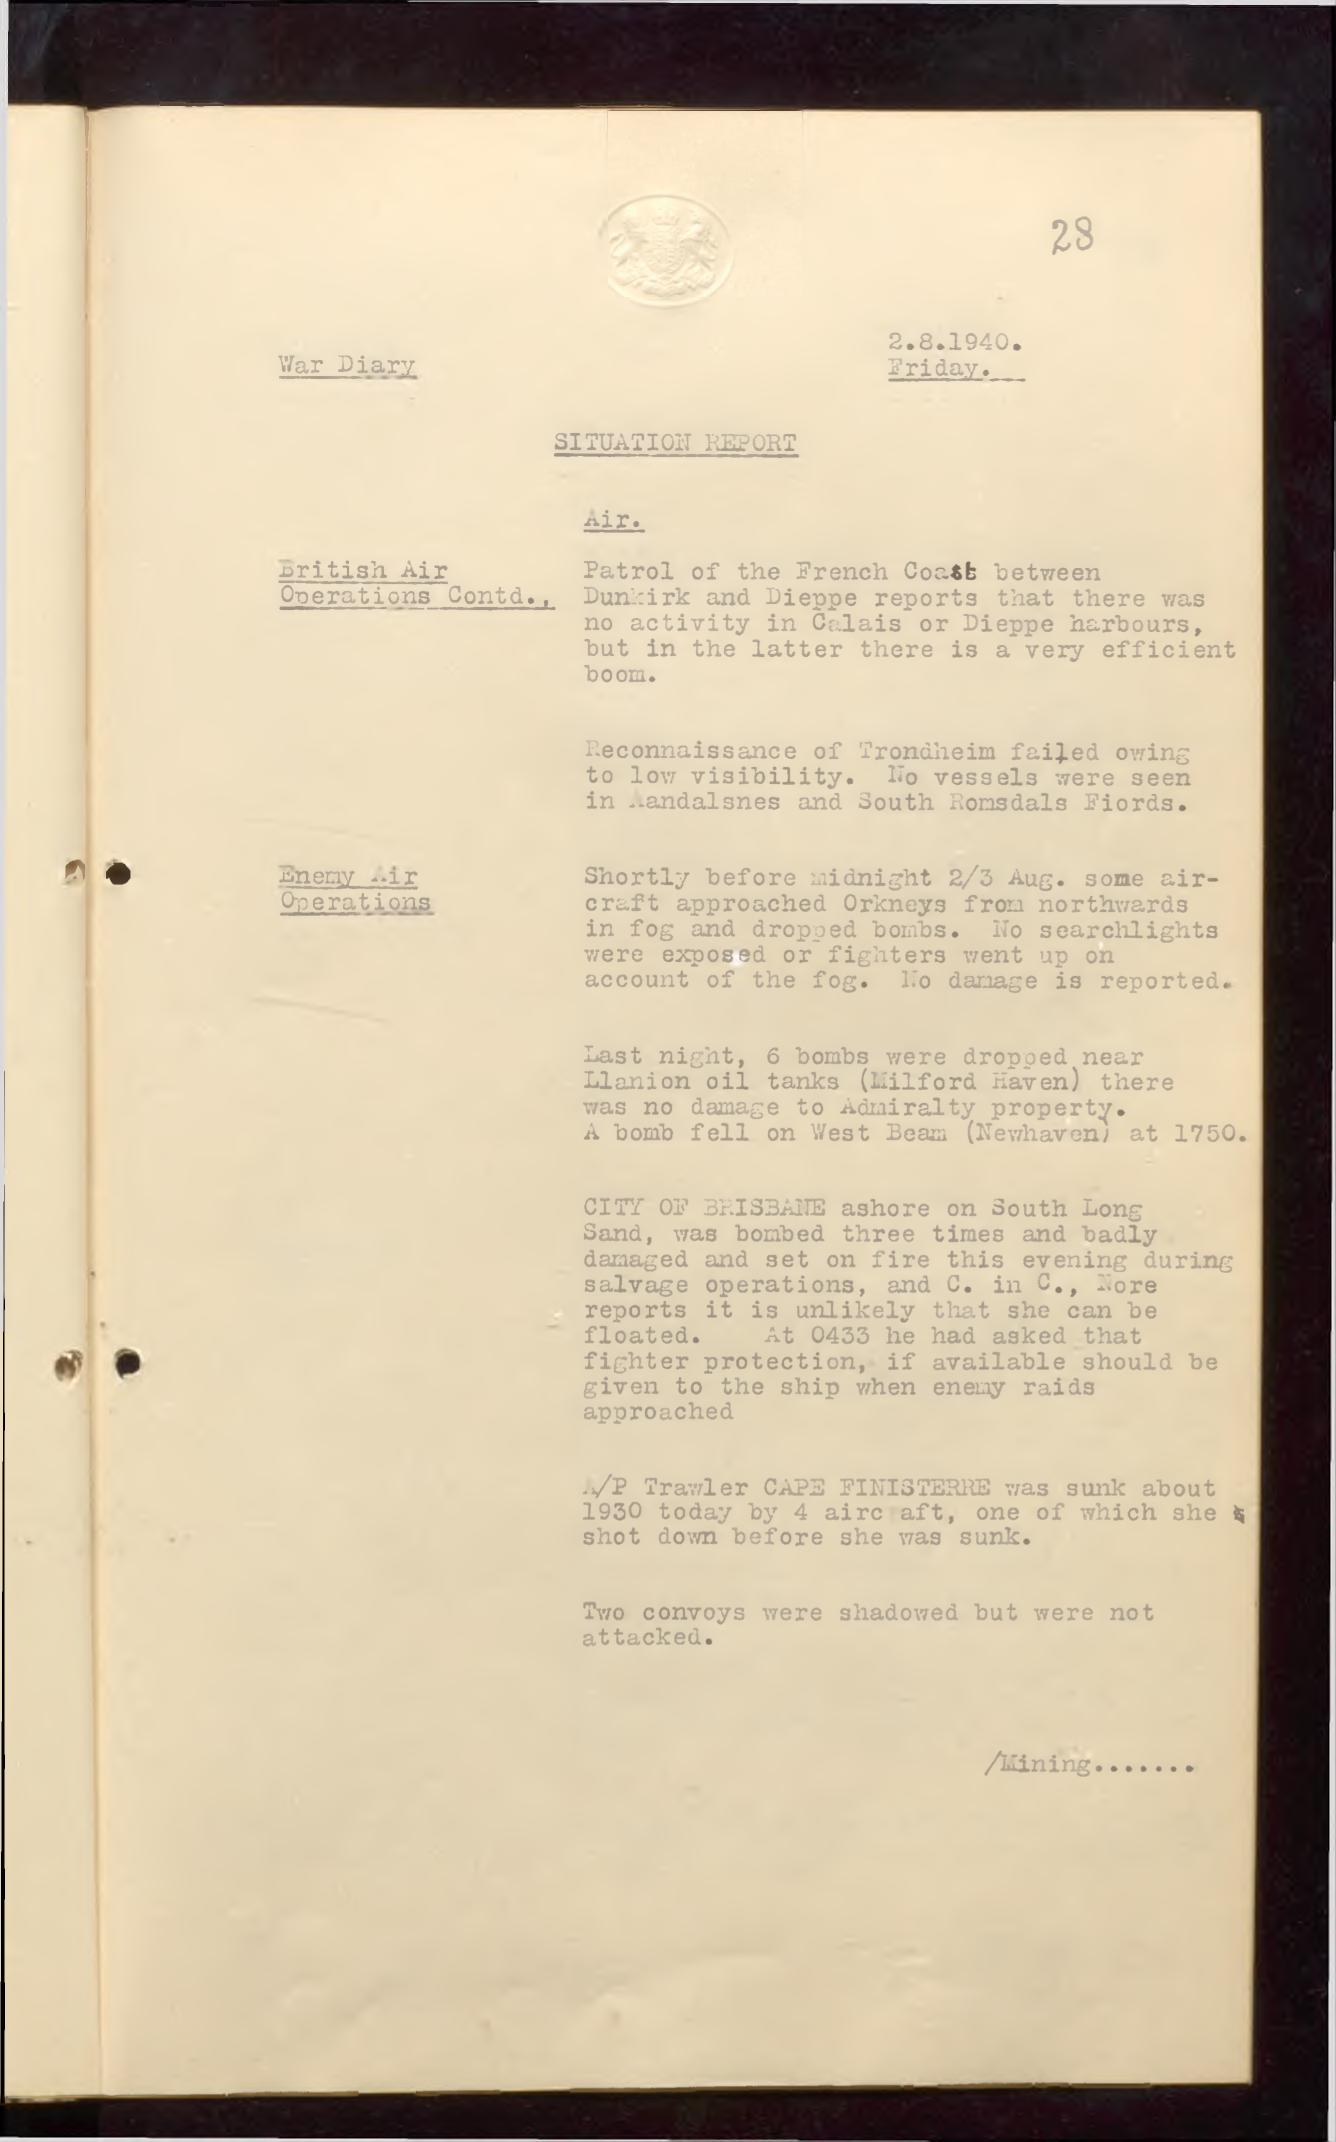 28
2.8.1940.
War Diary
Friday.
SITUATION REPORT
Air.
British Air
Operations Contd.,
Patrol of the French Coast between
Dunkirk and Dieppe reports that there was
no activity in Calais or Dieppe harbours,
but in the latter there is a very efficient
boom.
Reconnaissance of Trondheim failed owing
to low visibility. No vessels were seen
in Aandalsnes and South Romsdals Fiords.
Enemy Air
Operations
Shortly before midnight 2/3 Aug. some air-
craft approached Orkneys from northwards
in fog and dropped bombs. No searchlights
were exposed or fighters went up on
account of the fog. No damage is reported.
Last night, 6 bombs were dropped near
Llanion oil tanks (Milford Haven) there
was no damage to Admiralty property.
A bomb fell on West Beam (Newhaven) at 1750.
CITY OF BRISBANE ashore on South Long
Sand, was bombed three times and badly
damaged and set on fire this evening during
salvage operations, and C. in C., Nore
reports it is unlikely that she can be
floated. At 0433 he had asked that
fighter protection, if available should be
given to the ship when enemy raids
approached
A/P Trawler CAPE FINISTERRE was sunk about
1930 today by 4 airc aft, one of which she
shot down before she was sunk.
Two convoys were shadowed but were not
attacked.
/Mining.......